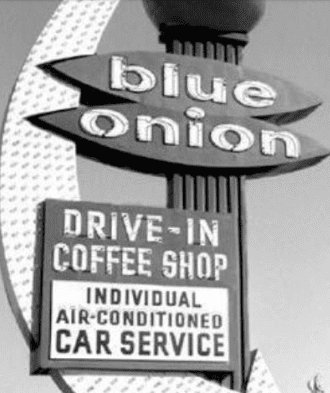 blue
onion
DRIVE-IN
COFFEE SHOP
INDIVIDUAL
AIR-CONDITIONED
CAR SERVICE